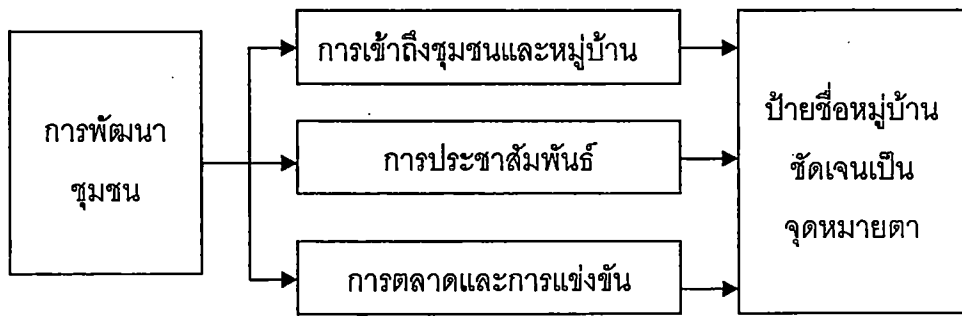 การพัฒนา
ชุมชน
การเข้าถึงชุมชนและหมู่บ้าน
การประชาสัมพันธ์
การตลาดและการแข่งขัน
ป้ายชื่อหมู่บ้าน
ชัดเจนเป็น
จุดหมายตา